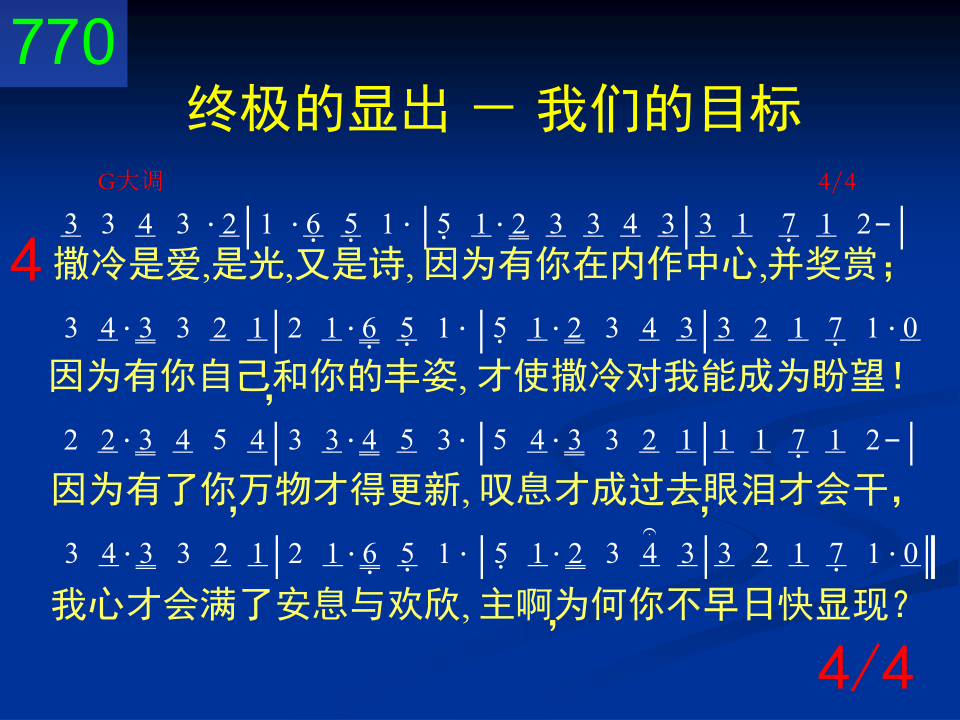 770
终极的显出 － 我们的目标
G大调 4/4
3 3 4 3 · 2 | 1 · 6 5 1 · | 5 1 · 2 3 3 4 3 | 3 1 7 1 2 － |
4 撒冷是爱,是光,又是诗, 因为有你在内作中心,并奖赏；
3 4 · 3 3 2 1 | 2 1 · 6 5 1 · | 5 1 · 2 3 4 3 | 3 2 1 7 1 · 0
因为有你自己,和你的丰姿, 才使撒冷对我能成为盼望！
2 2 · 3 4 5 4 | 3 3 · 4 5 3 · | 5 4 · 3 3 2 1 | 1 1 7 1 2 － |
因为有了你,万物才得更新, 叹息才成过去,眼泪才会干，
3 4 · 3 3 2 1 | 2 1 · 6 5 1 · | 5 1 · 2 3 4 3 | 3 2 1 7 1 · 0 ‖
我心才会满了安息与欢欣, 主啊,为何你不早日快显现？
4/4